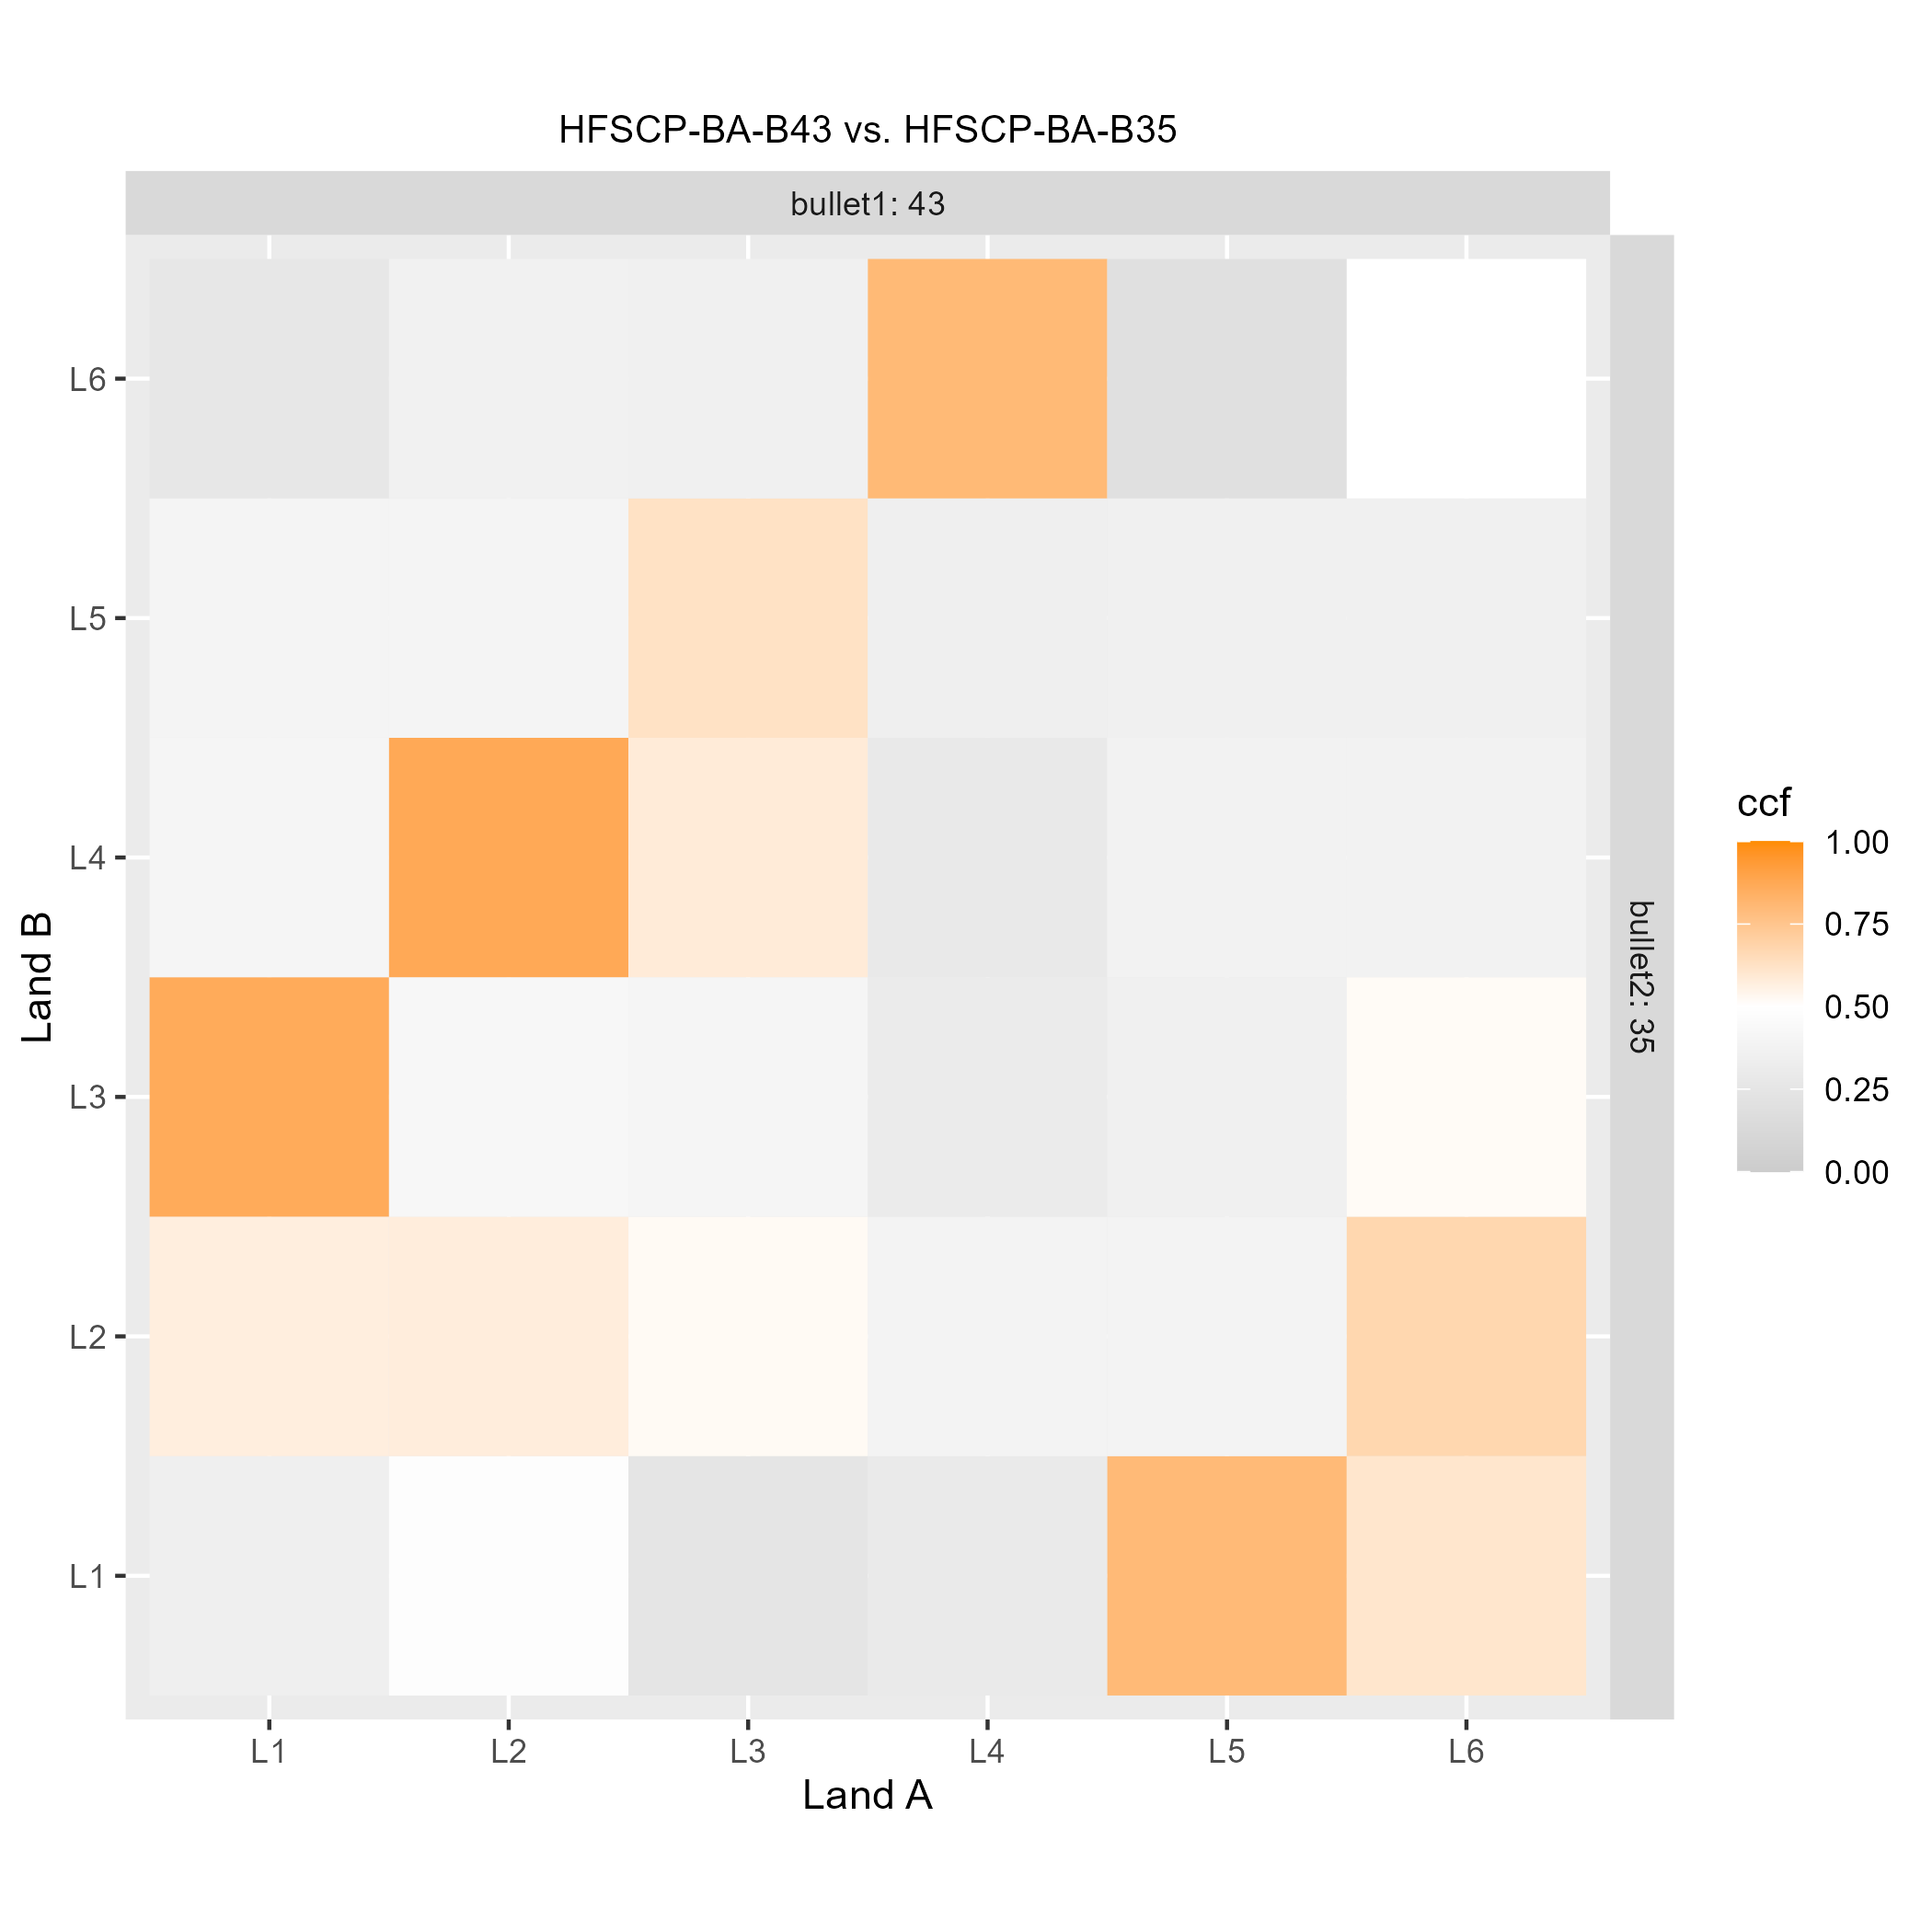 HFSCP-BA-B43 vs. HFSCP-BA-B35
bullet1: 43
L6
L5
L4
L3
L2
L1
Land B
bullet2: 35
L1
L2
L3
L4
L5
L6
Land A
ccf
1.00
0.75
0.50
0.25
0.00